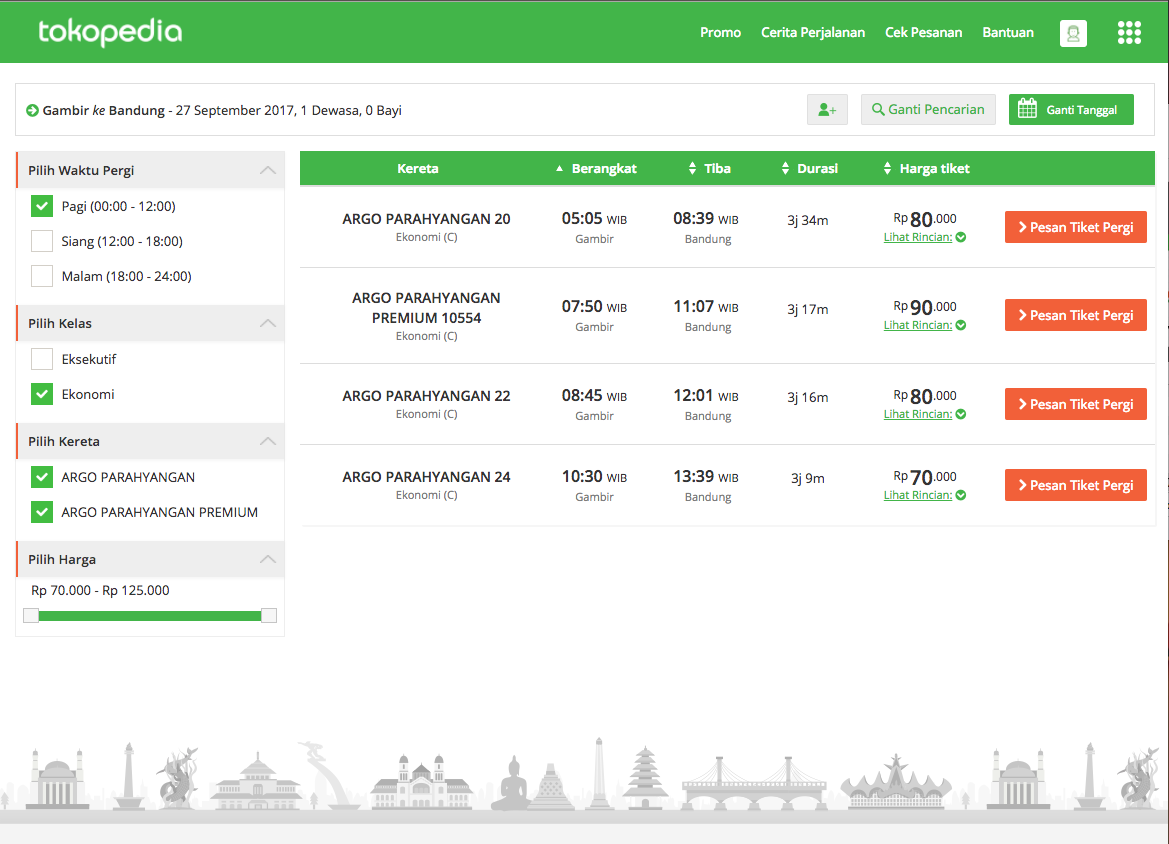 tokopedia
Promo Cerita Perjalanan Cek Pesanan Bantuan
Gambir ke Bandung - 27 September 2017, 1 Dewasa, 0 Bayi
Ganti Pencarian
Ganti Tanggal
Pilih Waktu Pergi
Pagi (00:00 - 12:00)
Siang (12:00 - 18:00)
Malam (18:00 - 24:00)
Pilih Kelas
Eksekutif
Ekonomi
Pilih Kereta
ARGO PARAHYANGAN
ARGO PARAHYANGAN PREMIUM
Pilih Harga
Rp 70.000 - Rp 125.000
Kereta Berangkat Tiba Durasi Harga tiket
ARGO PARAHYANGAN 20 05:05 WIB 08:39 WIB 3j 34m Rp 80.000 Pesan Tiket Pergi
Ekonomi (C) Gambir Bandung Lihat Rincian:
ARGO PARAHYANGAN
PREMIUM 10554 07:50 WIB 11:07 WIB 3j 17m Rp 90.000 Pesan Tiket Pergi
Ekonomi (C) Gambir Bandung Lihat Rincian:
ARGO PARAHYANGAN 22 08:45 WIB 12:01 WIB 3j 16m Rp 80.000 Pesan Tiket Pergi
Ekonomi (C) Gambir Bandung Lihat Rincian:
ARGO PARAHYANGAN 24 10:30 WIB 13:39 WIB 3j 9m Rp 70.000 Pesan Tiket Pergi
Ekonomi (C) Gambir Bandung Lihat Rincian: